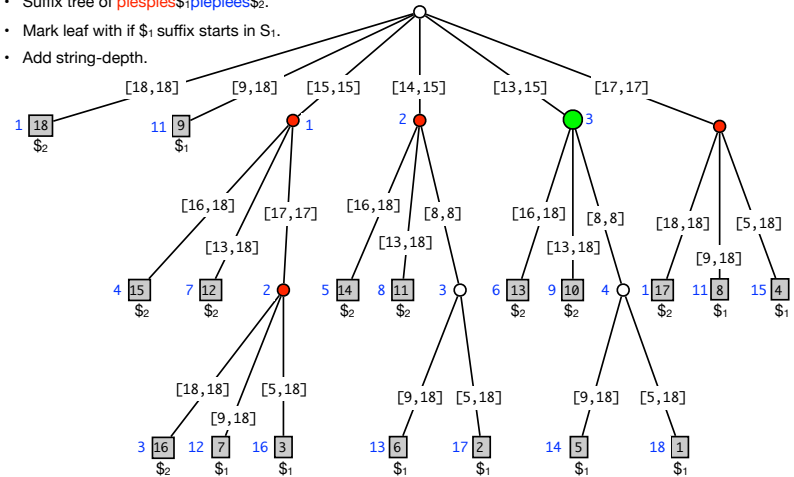 • Suffix tree of plesples$₁pleplees$₂.
• Mark leaf with if $₁ suffix starts in S₁.
• Add string-depth.
[18,18] [9,18] [15,15] [14,15] [13,15] [17,17]
1 18 11 9 1 2 3
$₂ $₁
[16,18] [17,17] [16,18] [8,8] [16,18] [8,8] [18,18] [5,18]
[13,18] [13,18] [13,18] [9,18]
4 15 7 12 2 5 14 8 11 3 6 13 9 10 4 1 17 11 8 15 4
$₂ $₂ $₂ $₂ $₂ $₂ $₂ $₁ $₁
[18,18] [9,18] [5,18] [9,18] [5,18] [9,18] [5,18]
3 16 12 7 16 3 13 6 17 2 14 5 18 1
$₂ $₁ $₁ $₁ $₁ $₁ $₁